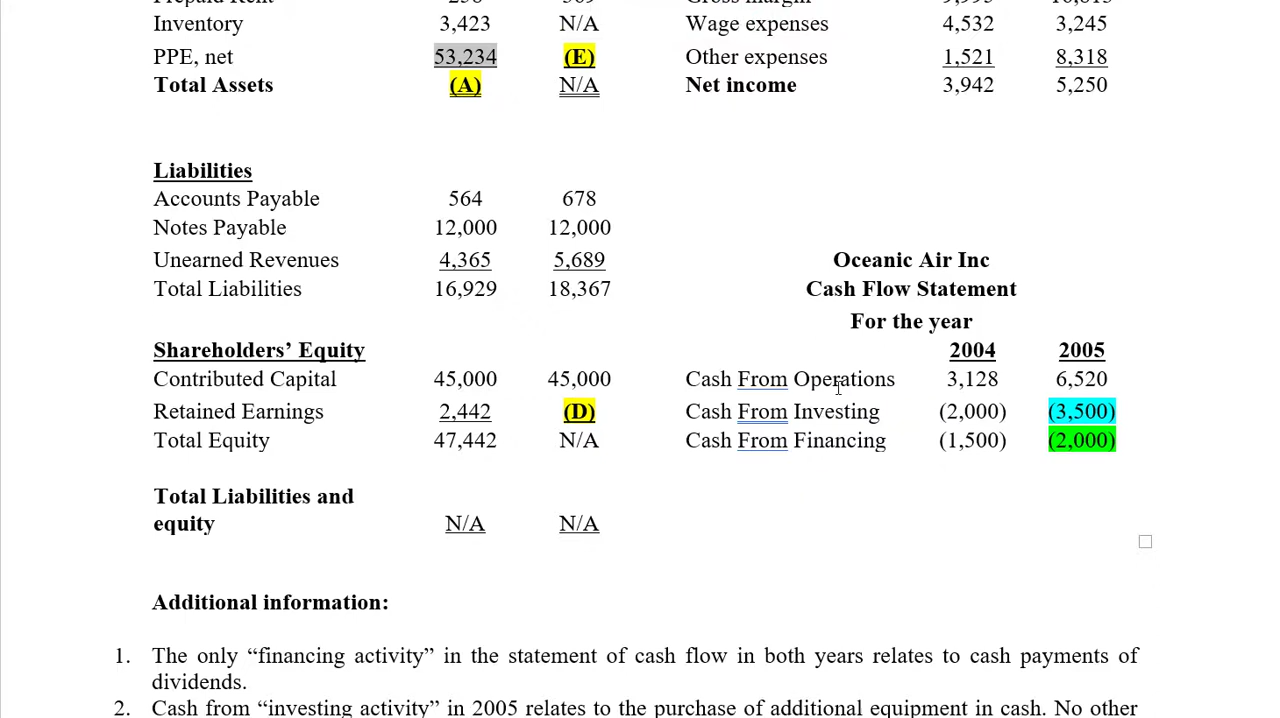 Inventory 3,423 N/A Wage expenses 4,532 3,245
PPE, net 53,234 (E) Other expenses 1,521 8,318
Total Assets (A) N/A Net income 3,942 5,250
Liabilities
Accounts Payable 564 678
Notes Payable 12,000 12,000
Unearned Revenues 4,365 5,689 Oceanic Air Inc
Total Liabilities 16,929 18,367 Cash Flow Statement
For the year
Shareholders’ Equity 2004 2005
Contributed Capital 45,000 45,000 Cash From Operations 3,128 6,520
Retained Earnings 2,442 (D) Cash From Investing (2,000) (3,500)
Total Equity 47,442 N/A Cash From Financing (1,500) (2,000)
Total Liabilities and
equity N/A N/A
Additional information:
1. The only “financing activity” in the statement of cash flow in both years relates to cash payments of
dividends.
2. Cash from “investing activity” in 2005 relates to the purchase of additional equipment in cash. No other